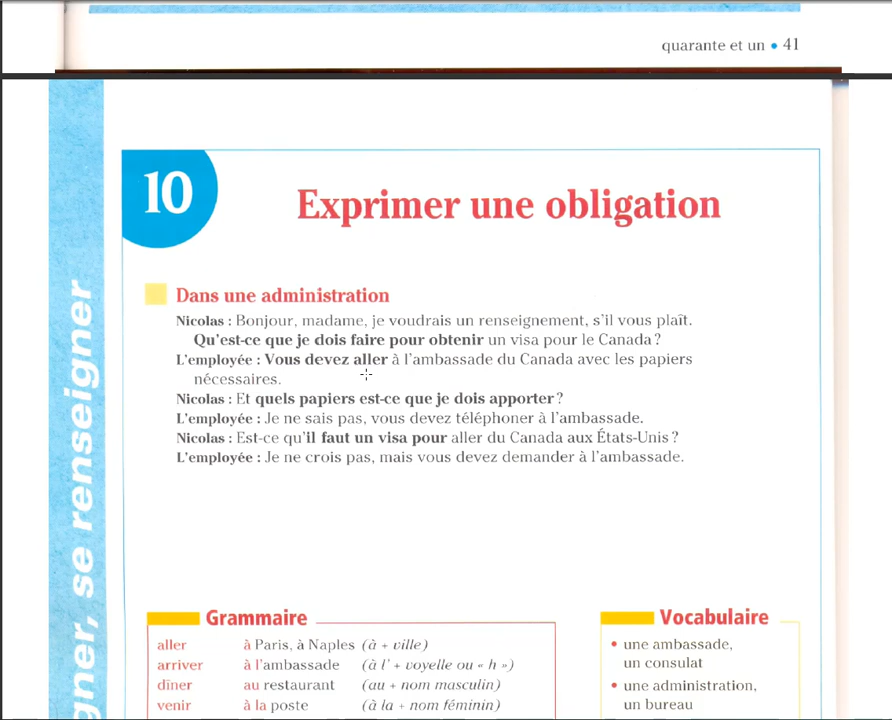 quarante et un • 41
10
Exprimer une obligation
gner, se renseigner
Dans une administration
Nicolas : Bonjour, madame, je voudrais un renseignement, s'il vous plaît.
Qu'est-ce que je dois faire pour obtenir un visa pour le Canada ?
L'employée : Vous devez aller à l'ambassade du Canada avec les papiers
nécessaires.
Nicolas : Et quels papiers est-ce que je dois apporter ?
L'employée : Je ne sais pas, vous devez téléphoner à l'ambassade.
Nicolas : Est-ce qu'il faut un visa pour aller du Canada aux États-Unis ?
L'employée : Je ne crois pas, mais vous devez demander à l'ambassade.
Grammaire
aller à Paris, à Naples (à + ville)
arriver à l'ambassade (à l' + voyelle ou « h »)
dîner au restaurant (au + nom masculin)
venir à la poste (à la + nom féminin)
Vocabulaire
• une ambassade,
un consulat
• une administration,
un bureau